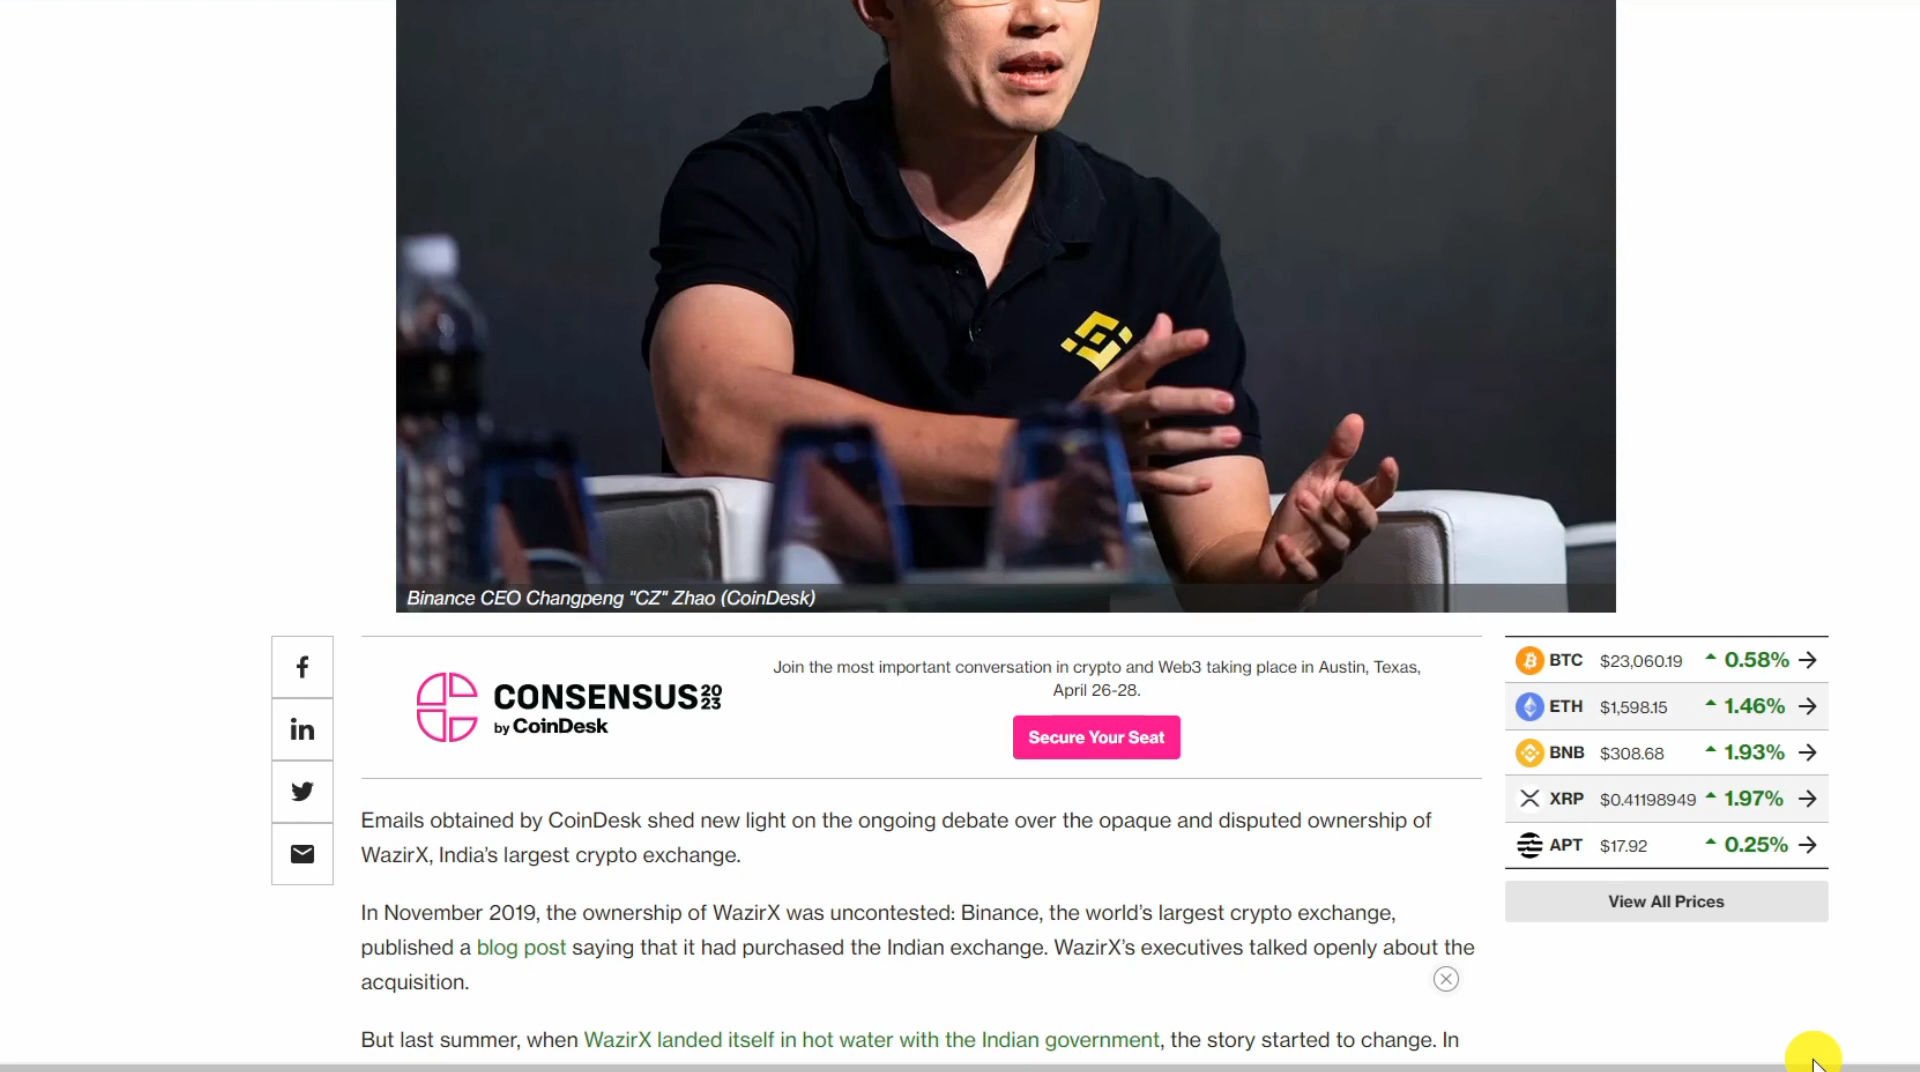 Binance CEO Changpeng "CZ" Zhao (CoinDesk)
CONSENSUS 2023
by CoinDesk
Join the most important conversation in crypto and Web3 taking place in Austin, Texas,
April 26-28.
Secure Your Seat
Emails obtained by CoinDesk shed new light on the ongoing debate over the opaque and disputed ownership of
WazirX, India’s largest crypto exchange.
In November 2019, the ownership of WazirX was uncontested: Binance, the world’s largest crypto exchange,
published a blog post saying that it had purchased the Indian exchange. WazirX’s executives talked openly about the
acquisition.
But last summer, when WazirX landed itself in hot water with the Indian government, the story started to change. In
BTC $23,060.19 0.58%
ETH $1,598.15 1.46%
BNB $308.68 1.93%
XRP $0.41198949 1.97%
APT $17.92 0.25%
View All Prices